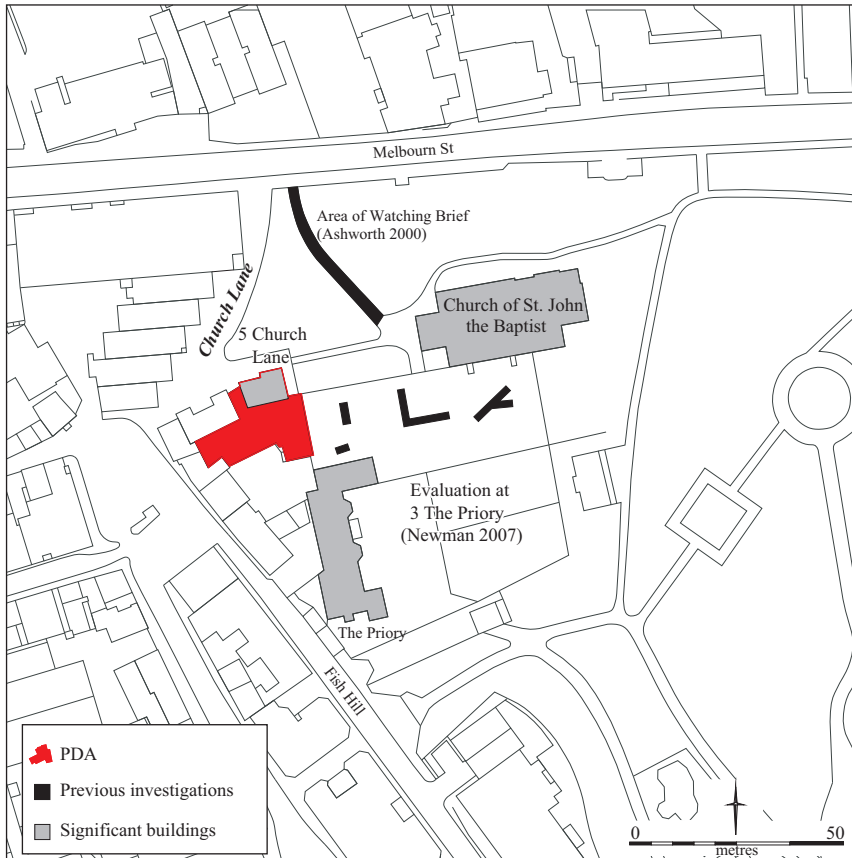 Melbourn St
Area of Watching Brief
(Ashworth 2000)
Church Lane
Church of St. John
the Baptist
5 Church
Lane
Evaluation at
3 The Priory
(Newman 2007)
The Priory
Fish Hill
PDA
Previous investigations
Significant buildings
0 50
metres